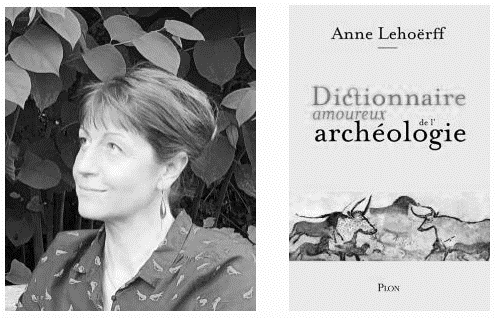 Anne Lehoërff
Dictionnaire
amoureux
de l'
archéologie
PLON